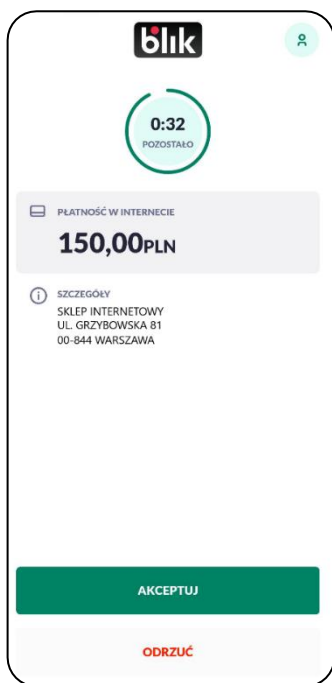 blik
0:32
POZOSTAŁO
PŁATNOŚĆ W INTERNECIE
150,00PLN
SZCZEGÓŁY
SKLEP INTERNETOWY
UL. GRZYBOWSKA 81
00-844 WARSZAWA
AKCEPTUJ
ODRZUĆ